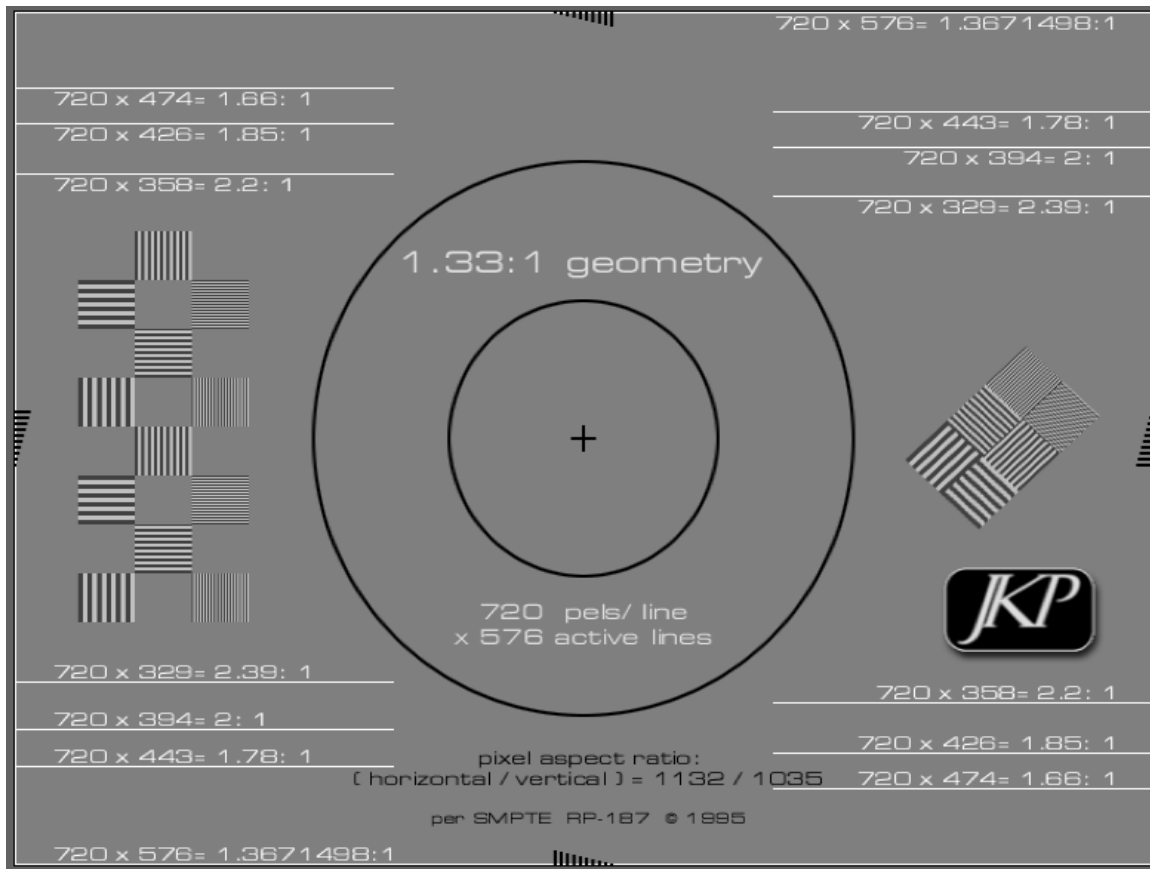 720 x 576= 1.3671498:1
720 x 474= 1.66: 1
720 x 443= 1.78: 1
720 x 426= 1.85: 1
720 x 394= 2: 1
720 x 358= 2.2: 1
720 x 329= 2.39: 1
1.33:1 geometry
JKP
720 pels/ line
x 576 active lines
720 x 329= 2.39: 1
720 x 358= 2.2: 1
720 x 394= 2: 1
720 x 426= 1.85: 1
720 x 443= 1.78: 1
pixel aspect ratio:
( horizontal / vertical ) = 1132 / 1035
720 x 474= 1.66: 1
per SMPTE RP-187 © 1995
720 x 576= 1.3671498:1